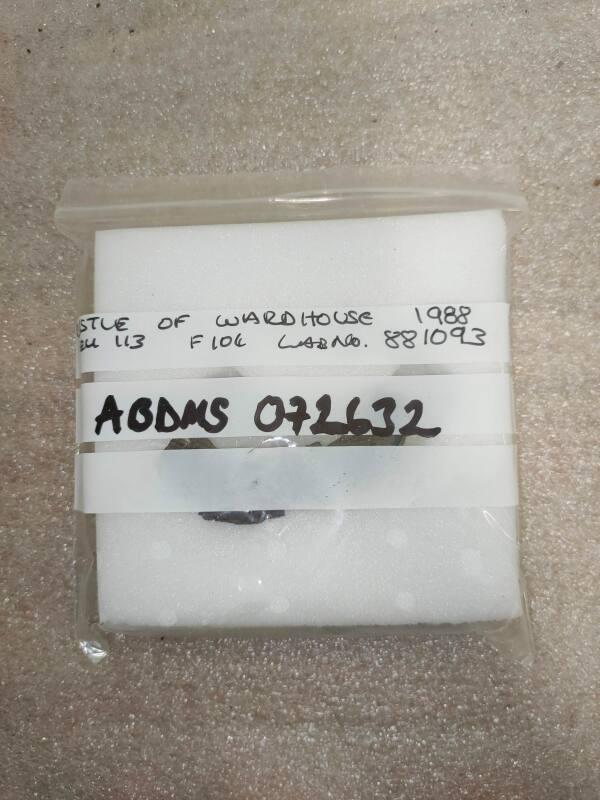 STLE OF WARDHOUSE 1988
113 F106 LABNO. 881093
ABDMS 072632